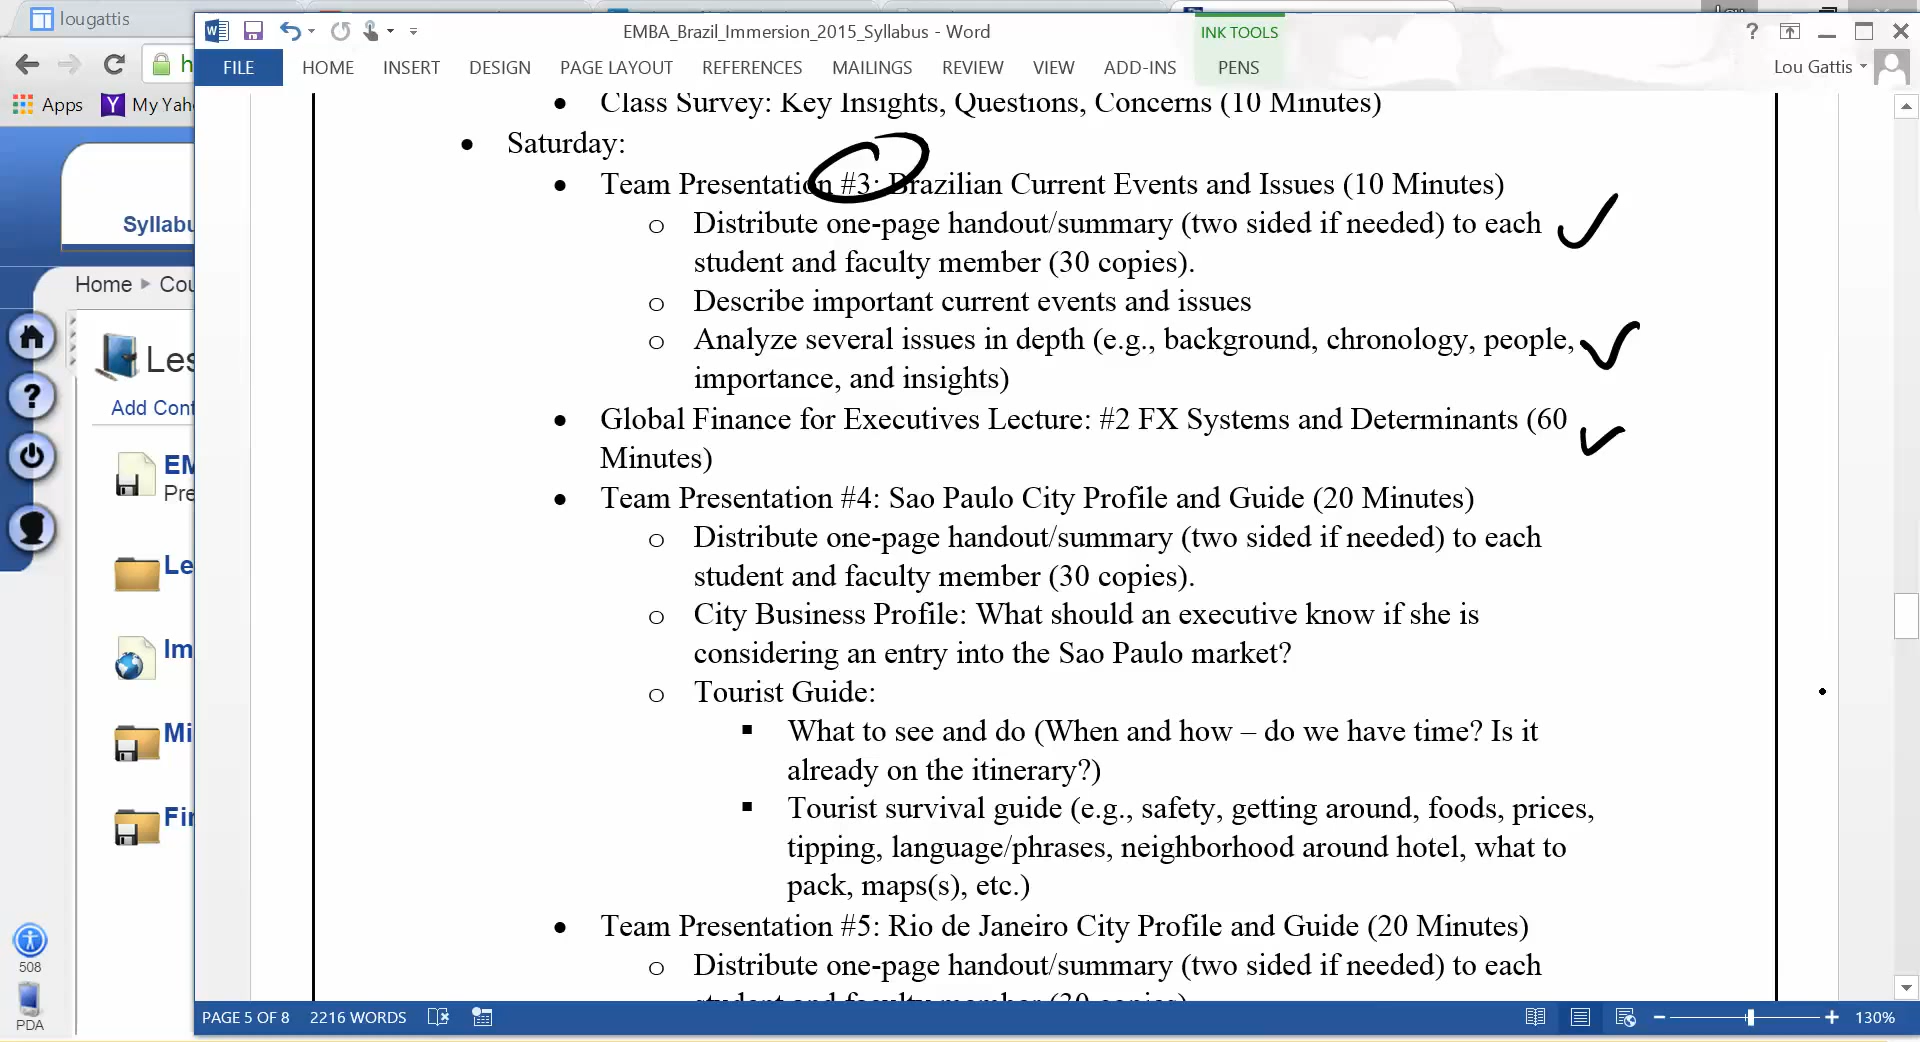 lougattis
EMBA_Brazil_Immersion_2015_Syllabus - Word
INK TOOLS
?
FILE HOME INSERT DESIGN PAGE LAYOUT REFERENCES MAILINGS REVIEW VIEW ADD-INS PENS
Lou Gattis
h
Apps
My Yah
• Class Survey: Key Insights, Questions, Concerns (10 Minutes)
• Saturday:
• Team Presentation #3: Brazilian Current Events and Issues (10 Minutes)
o Distribute one-page handout/summary (two sided if needed) to each
student and faculty member (30 copies).
o Describe important current events and issues
o Analyze several issues in depth (e.g., background, chronology, people,
importance, and insights)
• Global Finance for Executives Lecture: #2 FX Systems and Determinants (60
Minutes)
• Team Presentation #4: Sao Paulo City Profile and Guide (20 Minutes)
o Distribute one-page handout/summary (two sided if needed) to each
student and faculty member (30 copies).
o City Business Profile: What should an executive know if she is
considering an entry into the Sao Paulo market?
o Tourist Guide:
▪ What to see and do (When and how – do we have time? Is it
already on the itinerary?)
▪ Tourist survival guide (e.g., safety, getting around, foods, prices,
tipping, language/phrases, neighborhood around hotel, what to
pack, maps(s), etc.)
• Team Presentation #5: Rio de Janeiro City Profile and Guide (20 Minutes)
o Distribute one-page handout/summary (two sided if needed) to each
student and faculty member (30 copies)
Syllabu
Home Cou
Les
Add Cont
EM
Pre
Le
Im
Mi
Fin
?
508
PDA
PAGE 5 OF 8 2216 WORDS
130%